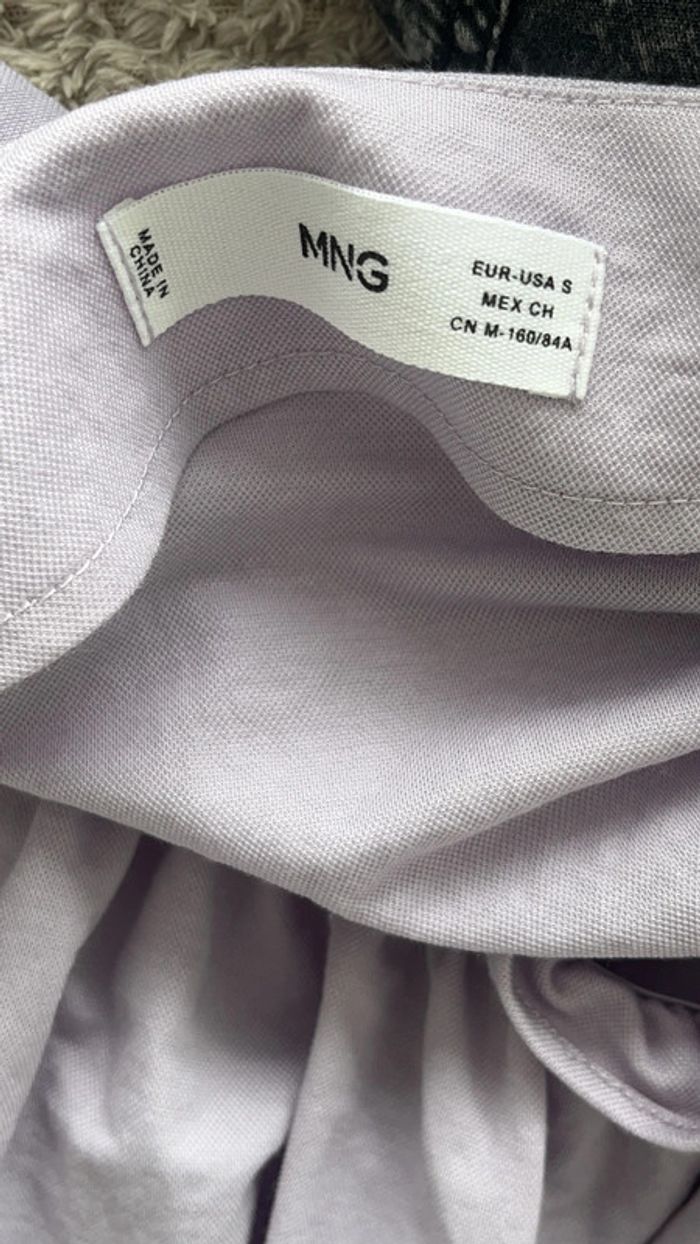 MADE IN
CHINA
MNG
EUR-USA S
MEX CH
CN M-160/84A